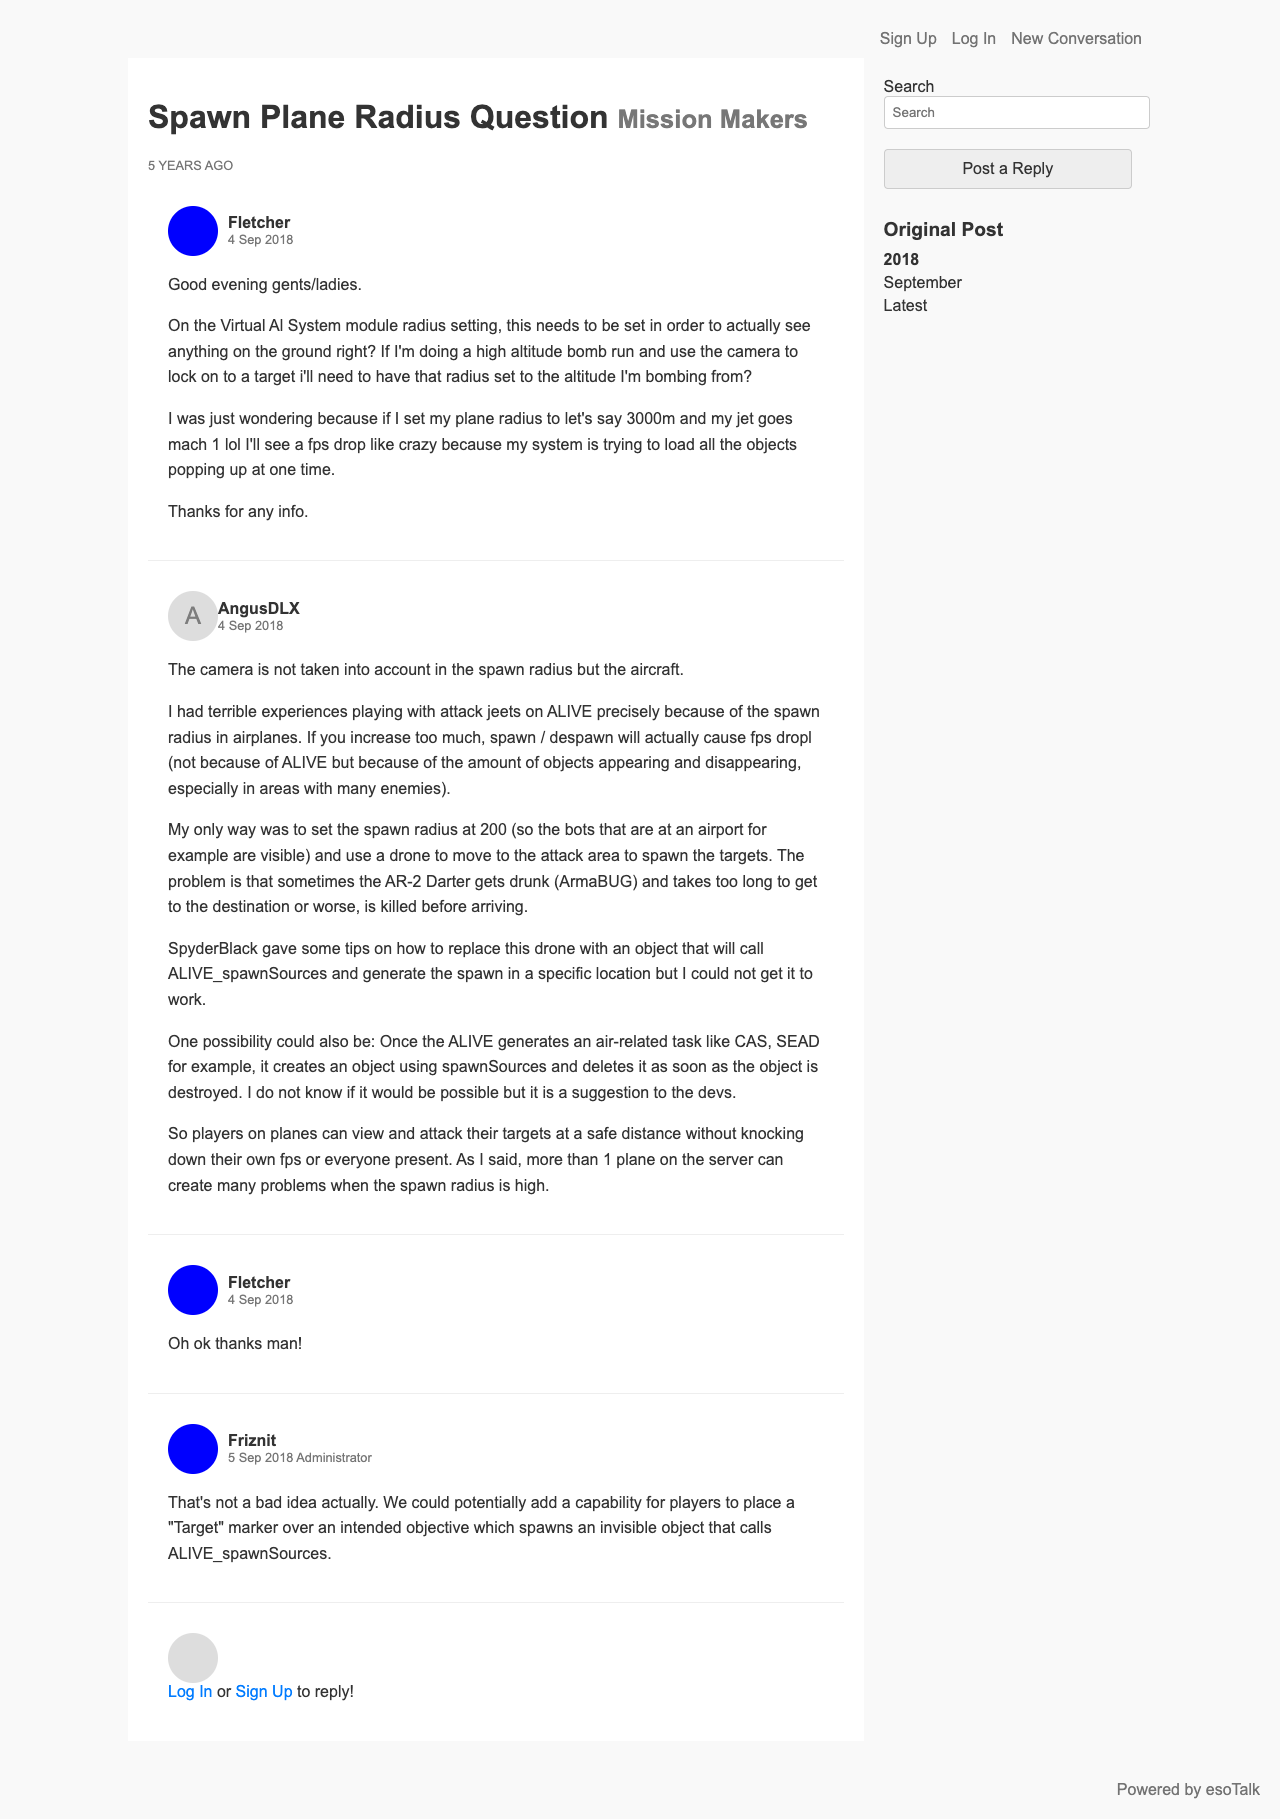 Sign Up Log In New Conversation
Spawn Plane Radius Question Mission Makers
5 YEARS AGO
Fletcher
4 Sep 2018
Good evening gents/ladies.
On the Virtual Al System module radius setting, this needs to be set in order to actually see
anything on the ground right? If I'm doing a high altitude bomb run and use the camera to
lock on to a target i'll need to have that radius set to the altitude I'm bombing from?
I was just wondering because if I set my plane radius to let's say 3000m and my jet goes
mach 1 lol I'll see a fps drop like crazy because my system is trying to load all the objects
popping up at one time.
Thanks for any info.
A
AngusDLX
4 Sep 2018
The camera is not taken into account in the spawn radius but the aircraft.
I had terrible experiences playing with attack jeets on ALIVE precisely because of the spawn
radius in airplanes. If you increase too much, spawn / despawn will actually cause fps dropl
(not because of ALIVE but because of the amount of objects appearing and disappearing,
especially in areas with many enemies).
My only way was to set the spawn radius at 200 (so the bots that are at an airport for
example are visible) and use a drone to move to the attack area to spawn the targets. The
problem is that sometimes the AR-2 Darter gets drunk (ArmaBUG) and takes too long to get
to the destination or worse, is killed before arriving.
SpyderBlack gave some tips on how to replace this drone with an object that will call
ALIVE_spawnSources and generate the spawn in a specific location but I could not get it to
work.
One possibility could also be: Once the ALIVE generates an air-related task like CAS, SEAD
for example, it creates an object using spawnSources and deletes it as soon as the object is
destroyed. I do not know if it would be possible but it is a suggestion to the devs.
So players on planes can view and attack their targets at a safe distance without knocking
down their own fps or everyone present. As I said, more than 1 plane on the server can
create many problems when the spawn radius is high.
Fletcher
4 Sep 2018
Oh ok thanks man!
Friznit
5 Sep 2018 Administrator
That's not a bad idea actually. We could potentially add a capability for players to place a
"Target" marker over an intended objective which spawns an invisible object that calls
ALIVE_spawnSources.
Log In or Sign Up to reply!
Search
Search
Post a Reply
Original Post
2018
September
Latest
Powered by esoTalk